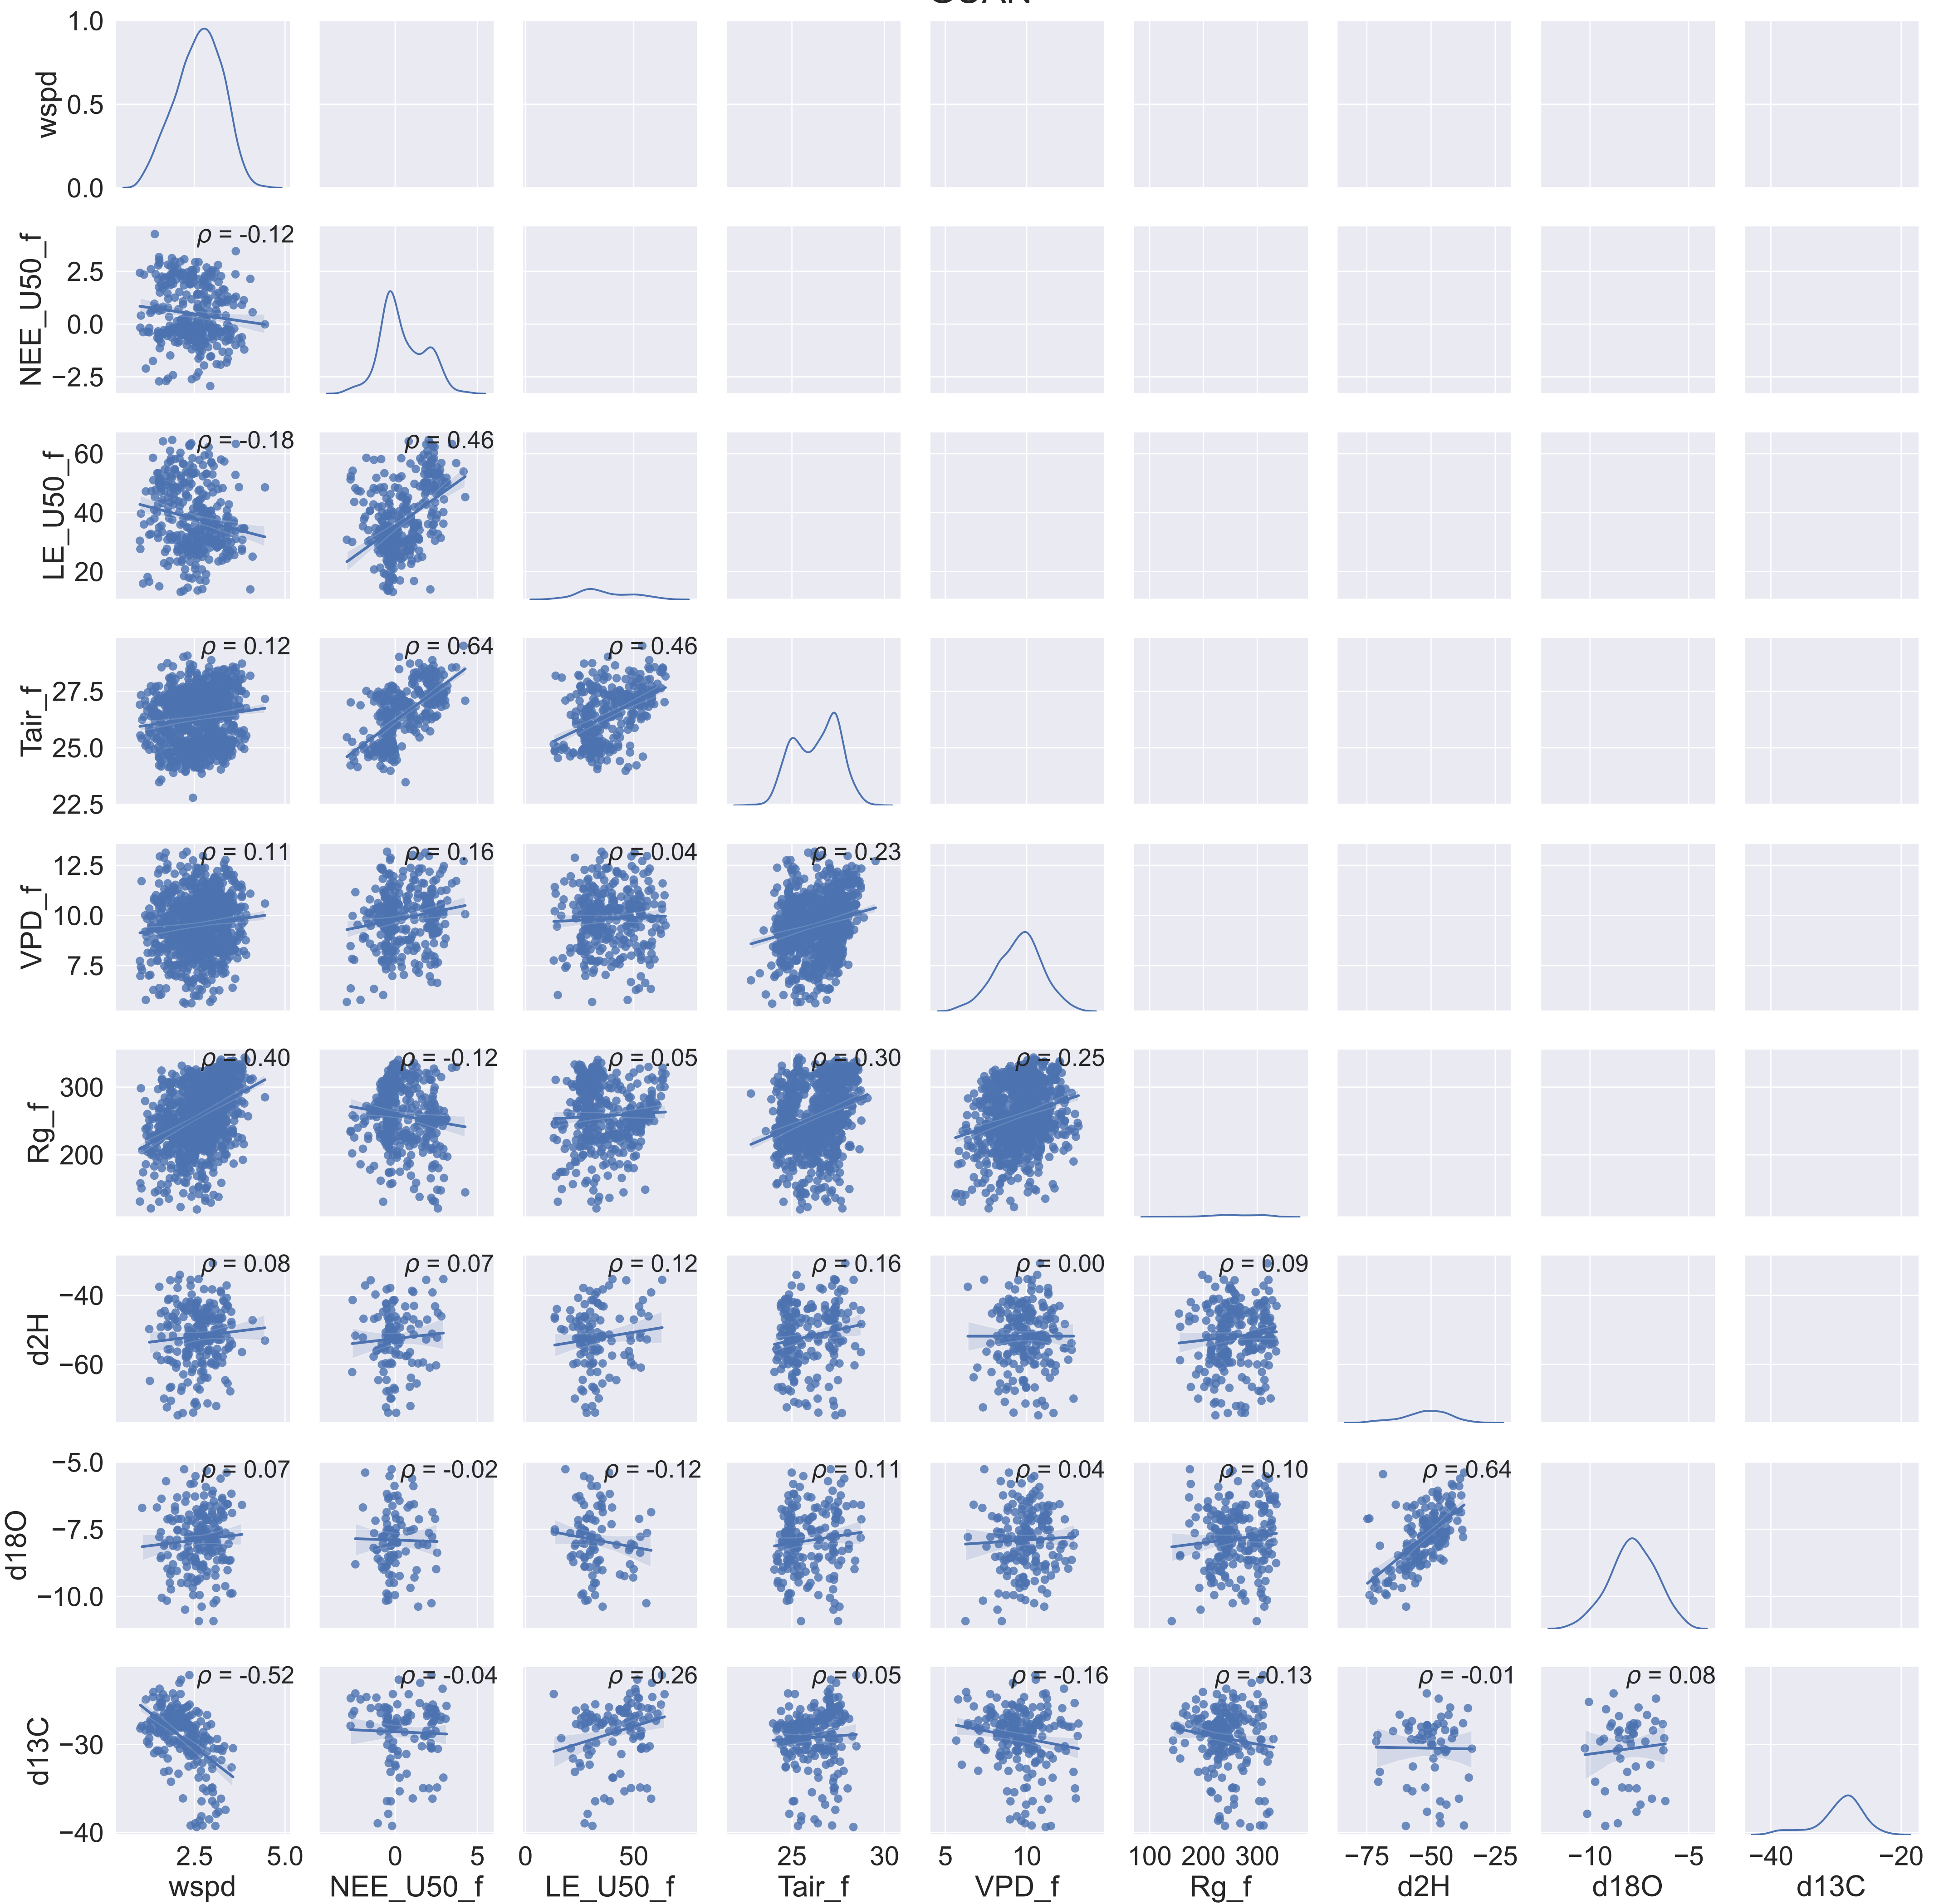 1.0
wspd
0.5
0.0
ρ = -0.12
NEE_U50_f
2.5
0.0
−2.5
ρ = -0.18
ρ = 0.46
LE_U50_f
60
40
20
ρ = 0.12
ρ = 0.64
ρ = 0.46
Tair_f
27.5
25.0
22.5
ρ = 0.11
ρ = 0.16
ρ = 0.04
ρ = 0.23
VPD_f
12.5
10.0
7.5
ρ = 0.40
ρ = -0.12
ρ = 0.05
ρ = 0.30
ρ = 0.25
Rg_f
300
200
ρ = 0.08
ρ = 0.07
ρ = 0.12
ρ = 0.16
ρ = 0.00
ρ = 0.09
d2H
−40
−60
ρ = 0.07
ρ = -0.02
ρ = -0.12
ρ = 0.11
ρ = 0.04
ρ = 0.10
ρ = 0.64
d18O
−5.0
−7.5
−10.0
ρ = -0.52
ρ = -0.04
ρ = 0.26
ρ = 0.05
ρ = -0.16
ρ = -0.13
ρ = -0.01
ρ = 0.08
d13C
−30
−40
2.5 5.0 0 5 0 50 25 30 5 10 100 200 300 −75 −50 −25 −10 −5 −40 −20
wspd NEE_U50_f LE_U50_f Tair_f VPD_f Rg_f d2H d18O d13C